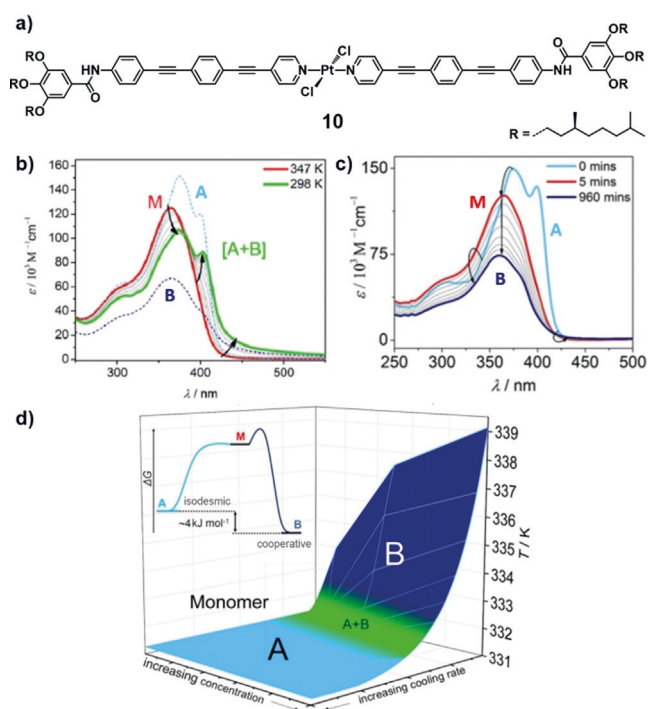 a)
RO
RO
RO
O
HN
N
Pt
Cl
Cl
N
NH
O
OR
OR
OR
10
R =
b)
160
140
120
100
80
60
40
20
0
ε / 10³ M⁻¹cm⁻¹
300
400
500
λ / nm
347 K
298 K
M
A
[A+B]
B
c)
150
75
0
ε / 10³ M⁻¹cm⁻¹
250
300
350
400
450
500
λ / nm
0 mins
5 mins
960 mins
M
A
B
d)
ΔG
A
M
B
isodesmic
~4 kJ mol⁻¹
cooperative
Monomer
A
A+B
B
increasing concentration
increasing cooling rate
339
338
337
336
335
334
333
332
331
T / K